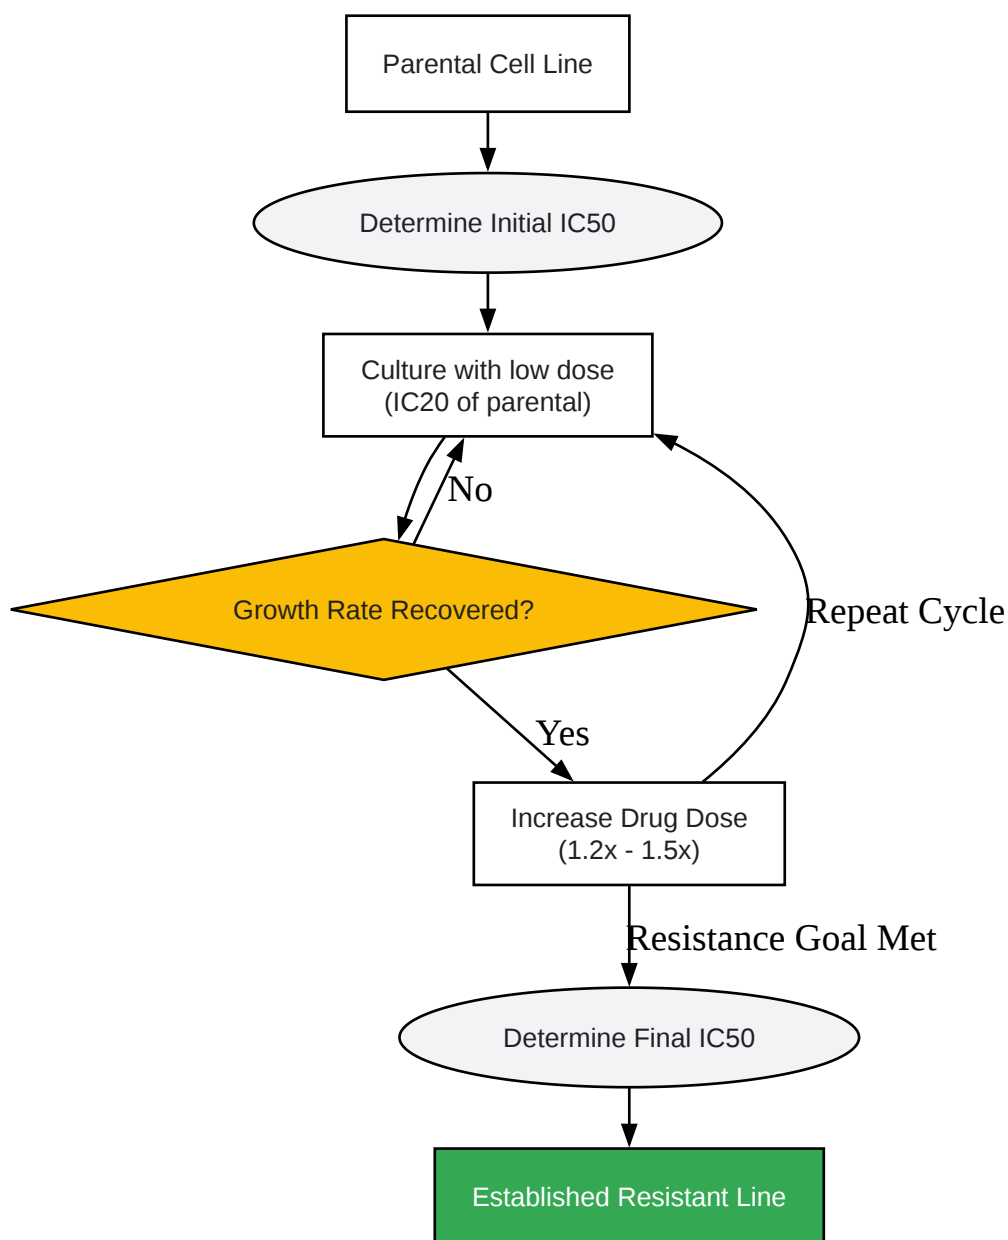 Parental Cell Line
Determine Initial IC50
Culture with low dose
(IC20 of parental)
No
Growth Rate Recovered?
Repeat Cycle
Yes
Increase Drug Dose
(1.2x - 1.5x)
Resistance Goal Met
Determine Final IC50
Established Resistant Line